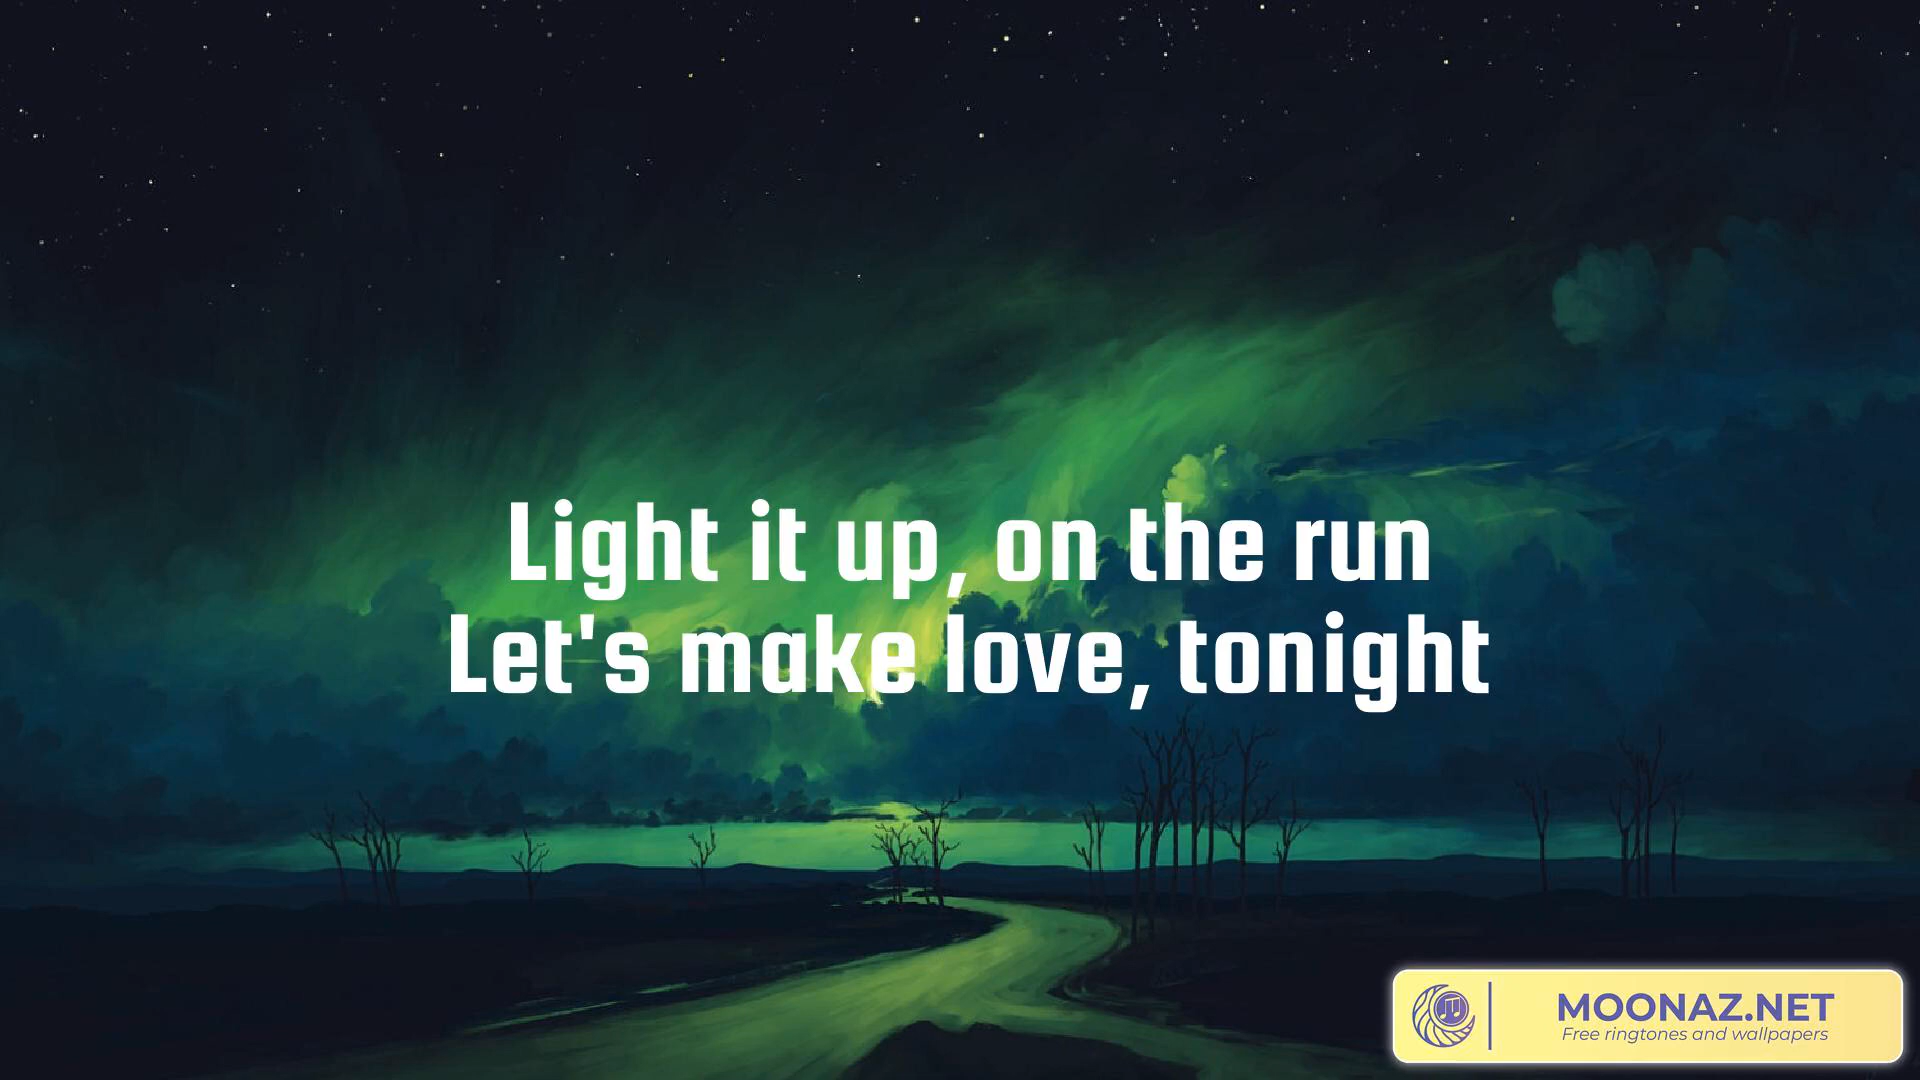 Light it up, on the run
Let's make love, tonight
MOONAZ.NET
Free ringtones and wallpapers